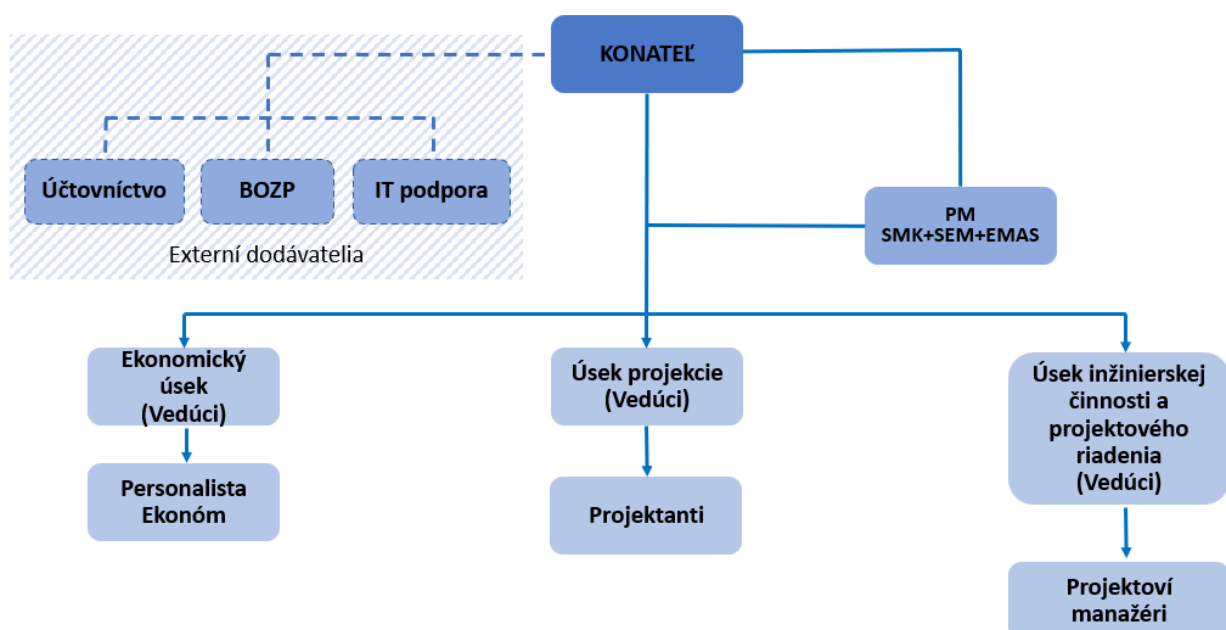 KONATEĽ
Účtovníctvo
BOZP
IT podpora
Externí dodávatelia
PM
SMK+SEM+EMAS
Ekonomický
úsek
(Vedúci)
Personalista
Ekonóm
Úsek projekcie
(Vedúci)
Projektanti
Úsek inžinierskej
činnosti a
projektového
riadenia
(Vedúci)
Projektoví
manažéri